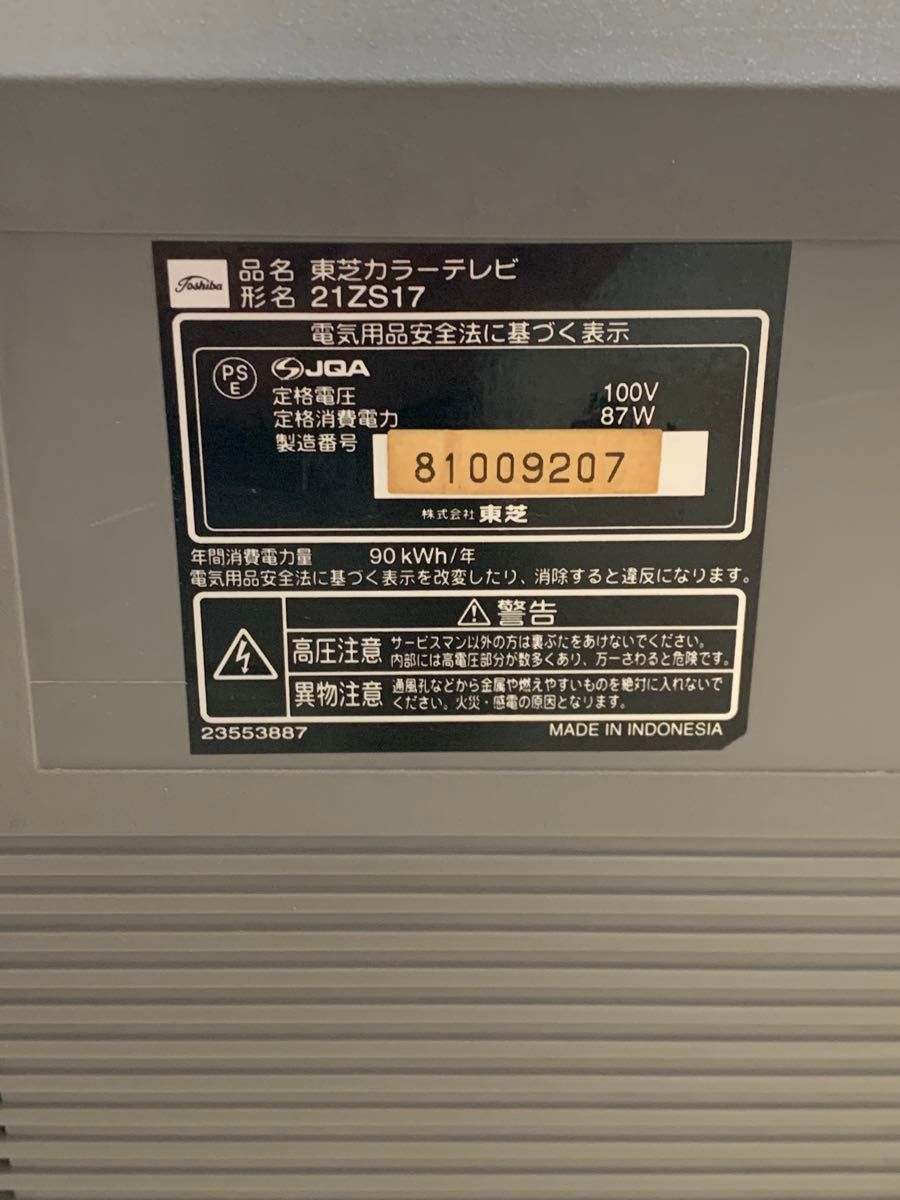 Toshiba
品名 東芝カラーテレビ
形名 21ZS17
電気用品安全法に基づく表示
PS
E
JQA
定格電圧 100V
定格消費電力 87W
製造番号 81009207
株式会社 東芝
年間消費電力量 90kWh/年
電気用品安全法に基づく表示を改変したり、消除すると違反になります。
警告
高圧注意 サービスマン以外の方は裏ぶたをあけないでください。
内部には高電圧部分が数多くあり、万一さわると危険です。
異物注意 通風孔などから金属や燃えやすいものを絶対に入れないで
ください。火災・感電の原因となります。
23553887 MADE IN INDONESIA